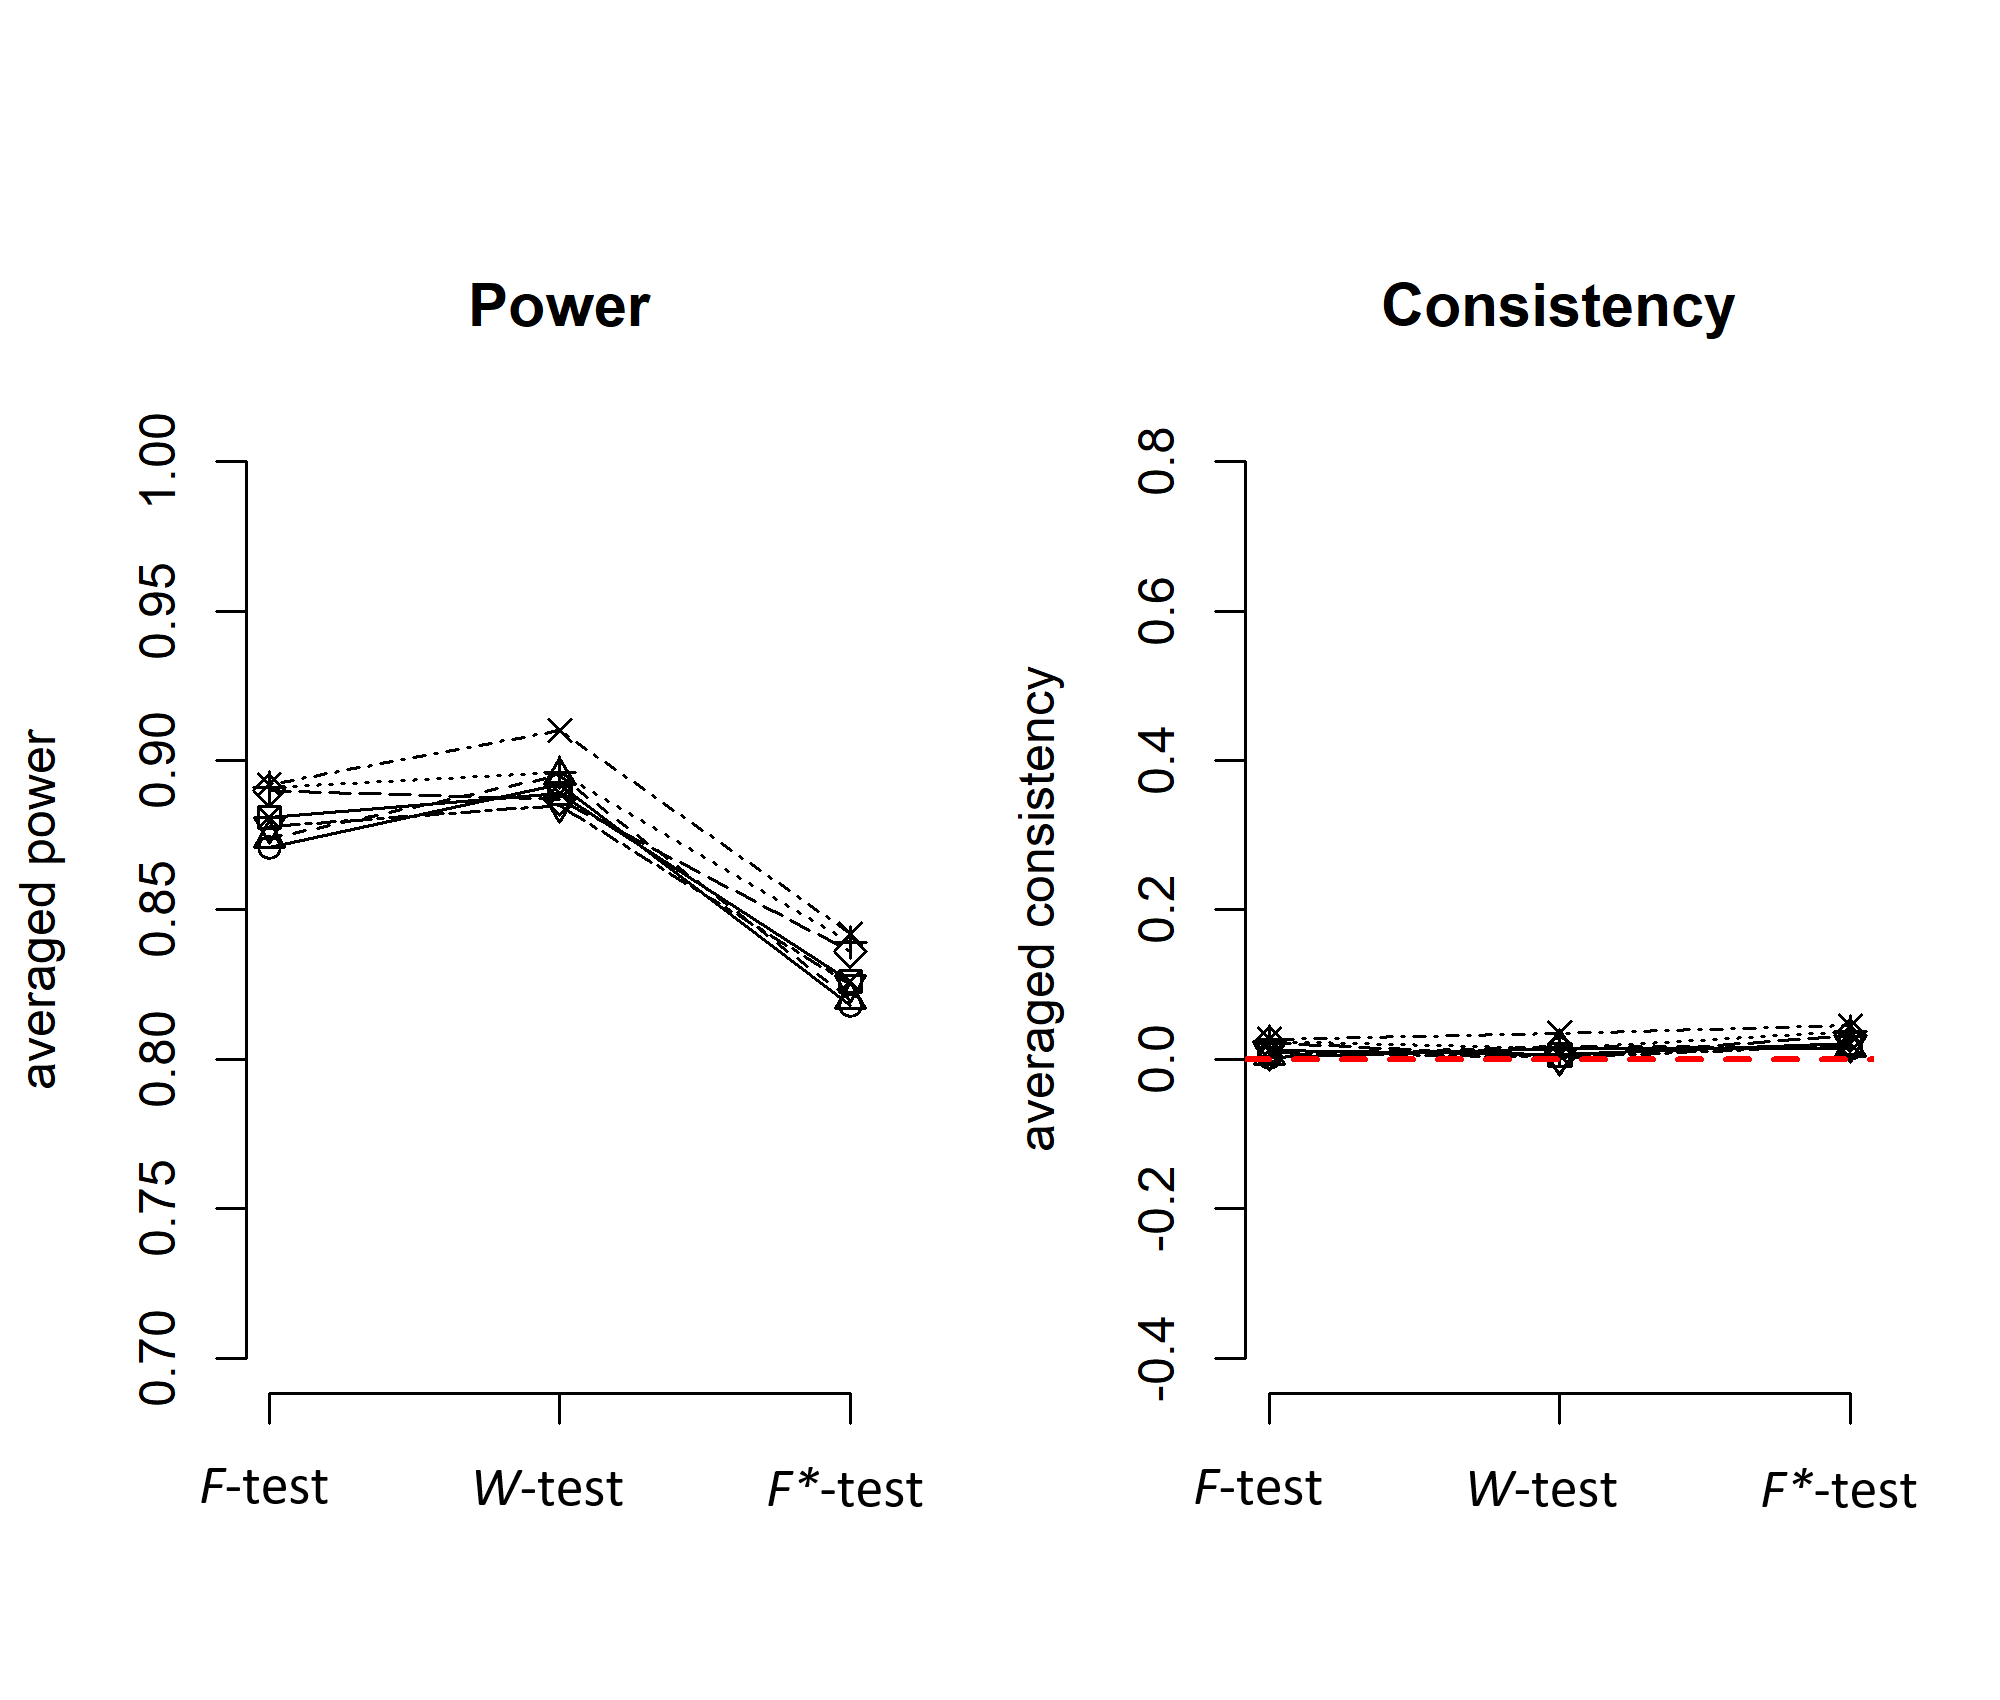 Power
averaged power
1.00
0.95
0.90
0.85
0.80
0.75
0.70
F-test W-test F*-test
Consistency
averaged consistency
0.8
0.6
0.4
0.2
0.0
-0.2
-0.4
F-test W-test F*-test